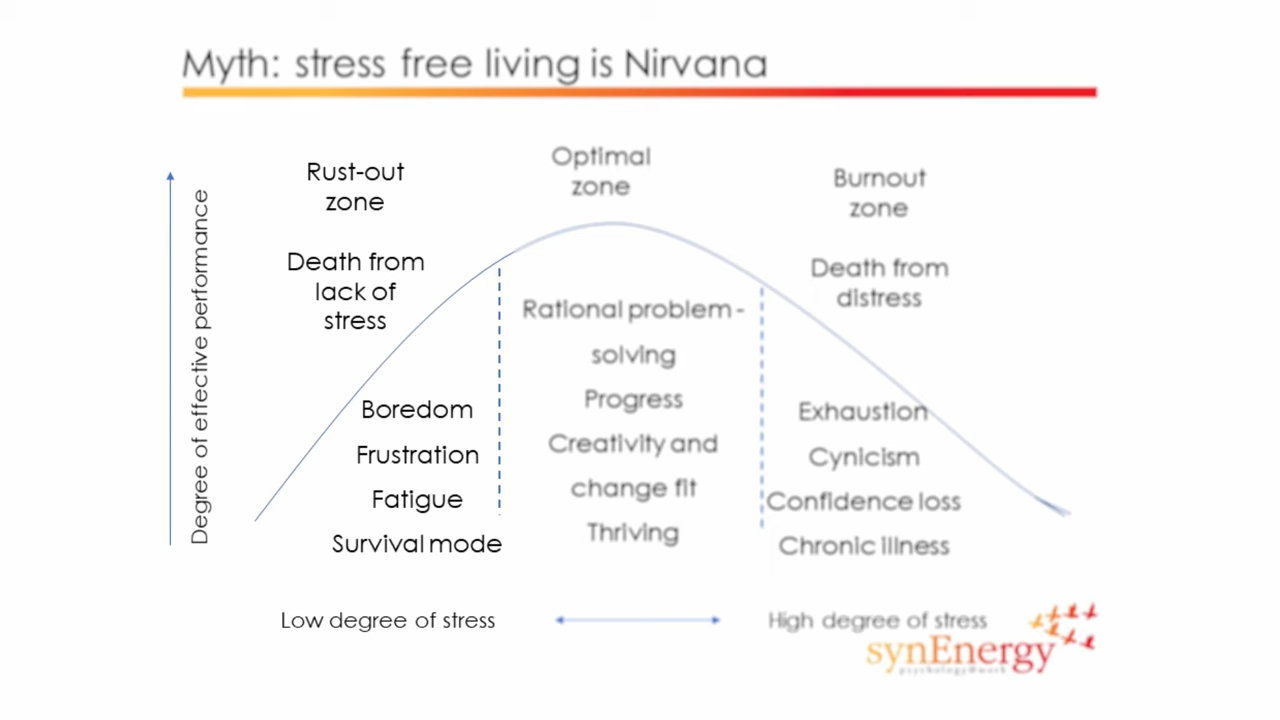 Myth: stress free living is Nirvana
Degree of effective performance
Rust-out
zone
Death from
lack of
stress
Boredom
Frustration
Fatigue
Survival mode
Optimal
zone
Rational problem -
solving
Progress
Creativity and
change fit
Thriving
Burnout
zone
Death from
distress
Exhaustion
Cynicism
Confidence loss
Chronic illness
Low degree of stress
High degree of stress
synEnergy
psychology@work